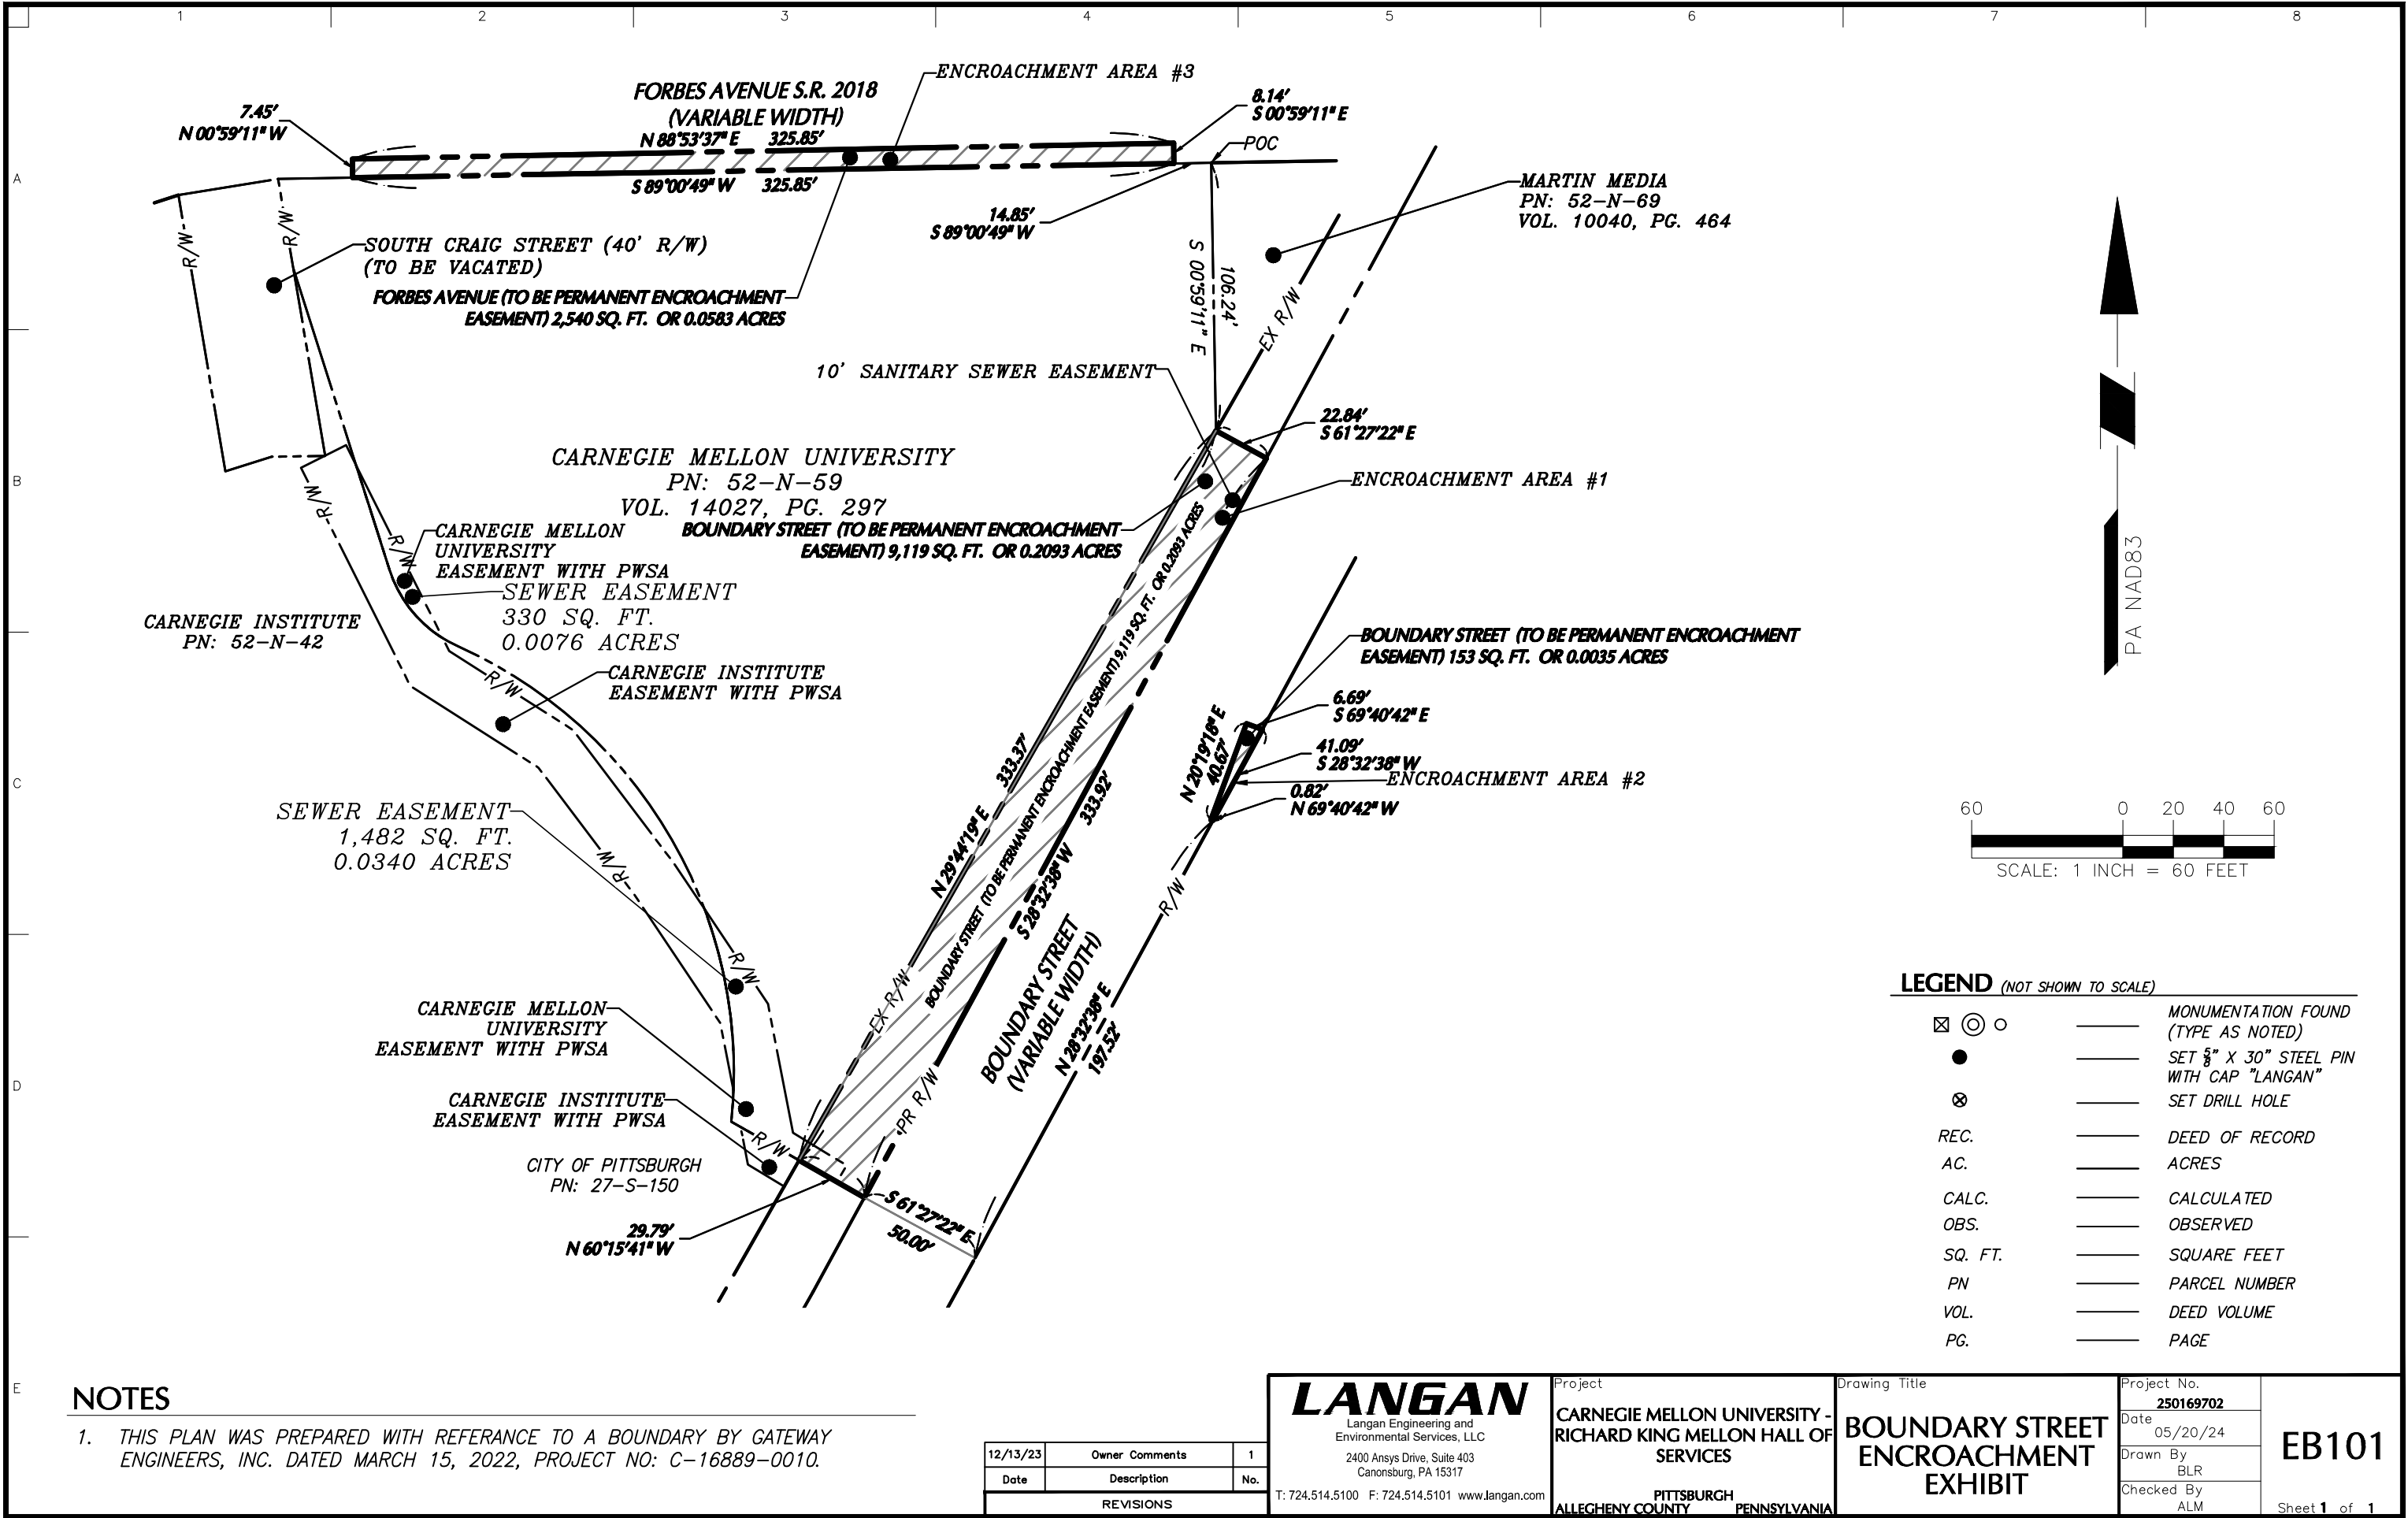 1 2 3 4 5 6 7 8
A
B
C
D
E
ENCROACHMENT AREA #3
FORBES AVENUE S.R. 2018
(VARIABLE WIDTH)
N 88°53'37" E 325.85'
S 89°00'49" W 325.85'
7.45'
N 00°59'11" W
8.14'
S 00°59'11" E
POC
14.85'
S 89°00'49" W
MARTIN MEDIA
PN: 52-N-69
VOL. 10040, PG. 464
R/W
R/W
SOUTH CRAIG STREET (40' R/W)
(TO BE VACATED)
FORBES AVENUE (TO BE PERMANENT ENCROACHMENT
EASEMENT) 2,540 SQ. FT. OR 0.0583 ACRES
S 00°59'11" E
106.24'
EX R/W
10' SANITARY SEWER EASEMENT
22.84'
S 61°27'22" E
CARNEGIE MELLON UNIVERSITY
PN: 52-N-59
VOL. 14027, PG. 297
ENCROACHMENT AREA #1
BOUNDARY STREET (TO BE PERMANENT ENCROACHMENT
EASEMENT) 9,119 SQ. FT. OR 0.2093 ACRES
R/W
R/W
CARNEGIE MELLON
UNIVERSITY
EASEMENT WITH PWSA
SEWER EASEMENT
330 SQ. FT.
0.0076 ACRES
CARNEGIE INSTITUTE
PN: 52-N-42
CARNEGIE INSTITUTE
EASEMENT WITH PWSA
R/W
BOUNDARY STREET (TO BE PERMANENT ENCROACHMENT EASEMENT) 9,119 SQ. FT. OR 0.2093 ACRES
BOUNDARY STREET (TO BE PERMANENT ENCROACHMENT
EASEMENT) 153 SQ. FT. OR 0.0035 ACRES
6.69'
S 69°40'42" E
N 20°19'18" E
40.67'
41.09'
S 28°32'38" W
ENCROACHMENT AREA #2
0.82'
N 69°40'42" W
N 29°44'19" E 333.37'
S 28°32'38" W 333.92'
SEWER EASEMENT
1,482 SQ. FT.
0.0340 ACRES
R/W
R/W
R/W
EX R/W
BOUNDARY STREET
(VARIABLE WIDTH)
N 28°32'38" E
197.52'
PR R/W
CARNEGIE MELLON
UNIVERSITY
EASEMENT WITH PWSA
CARNEGIE INSTITUTE
EASEMENT WITH PWSA
R/W
CITY OF PITTSBURGH
PN: 27-S-150
29.79'
N 60°15'41" W
S 61°27'22" E
50.00'
PA NAD83
60 0 20 40 60
SCALE: 1 INCH = 60 FEET
LEGEND (NOT SHOWN TO SCALE)
MONUMENTATION FOUND
(TYPE AS NOTED)
SET 5/8" X 30" STEEL PIN
WITH CAP "LANGAN"
SET DRILL HOLE
REC. DEED OF RECORD
AC. ACRES
CALC. CALCULATED
OBS. OBSERVED
SQ. FT. SQUARE FEET
PN PARCEL NUMBER
VOL. DEED VOLUME
PG. PAGE
NOTES
1. THIS PLAN WAS PREPARED WITH REFERANCE TO A BOUNDARY BY GATEWAY
ENGINEERS, INC. DATED MARCH 15, 2022, PROJECT NO: C-16889-0010.
12/13/23 Owner Comments 1
Date Description No.
REVISIONS
LANGAN
Langan Engineering and
Environmental Services, LLC
2400 Ansys Drive, Suite 403
Canonsburg, PA 15317
T: 724.514.5100 F: 724.514.5101 www.langan.com
Project
CARNEGIE MELLON UNIVERSITY -
RICHARD KING MELLON HALL OF
SERVICES
PITTSBURGH
ALLEGHENY COUNTY PENNSYLVANIA
Drawing Title
BOUNDARY STREET
ENCROACHMENT
EXHIBIT
Project No.
250169702
Date
05/20/24
Drawn By
BLR
Checked By
ALM
EB101
Sheet 1 of 1